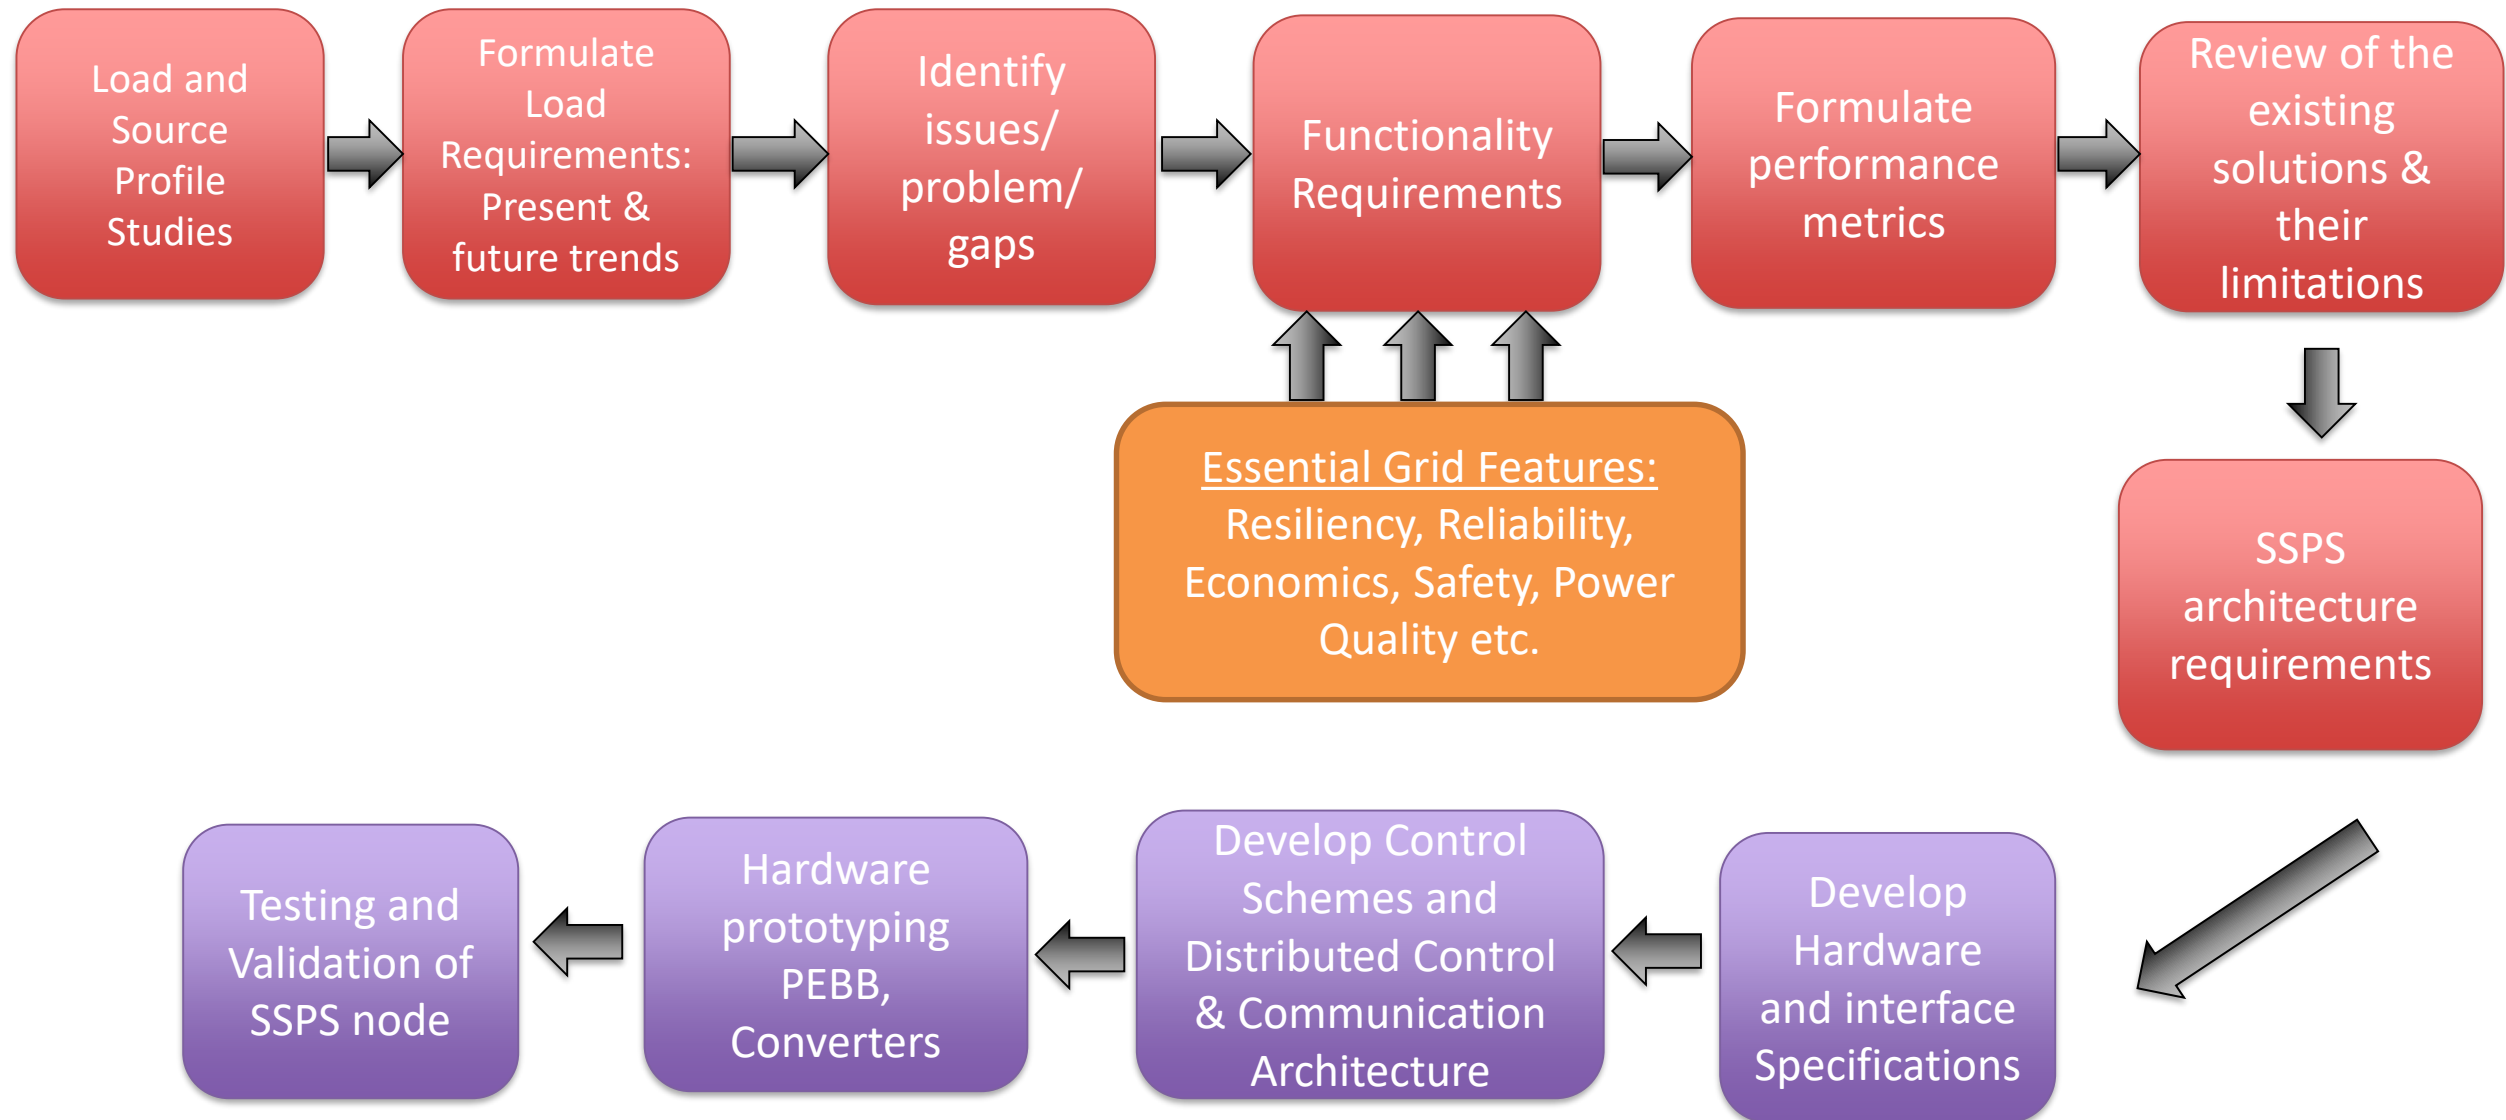 Load and
Source
Profile
Studies
Formulate
Load
Requirements:
Present &
future trends
Identify
issues/
problem/
gaps
Functionality
Requirements
Formulate
performance
metrics
Review of the
existing
solutions &
their
limitations
Essential Grid Features:
Resiliency, Reliability,
Economics, Safety, Power
Quality etc.
SSPS
architecture
requirements
Develop
Hardware
and interface
Specifications
Develop Control
Schemes and
Distributed Control
& Communication
Architecture
Hardware
prototyping
PEBB,
Converters
Testing and
Validation of
SSPS node